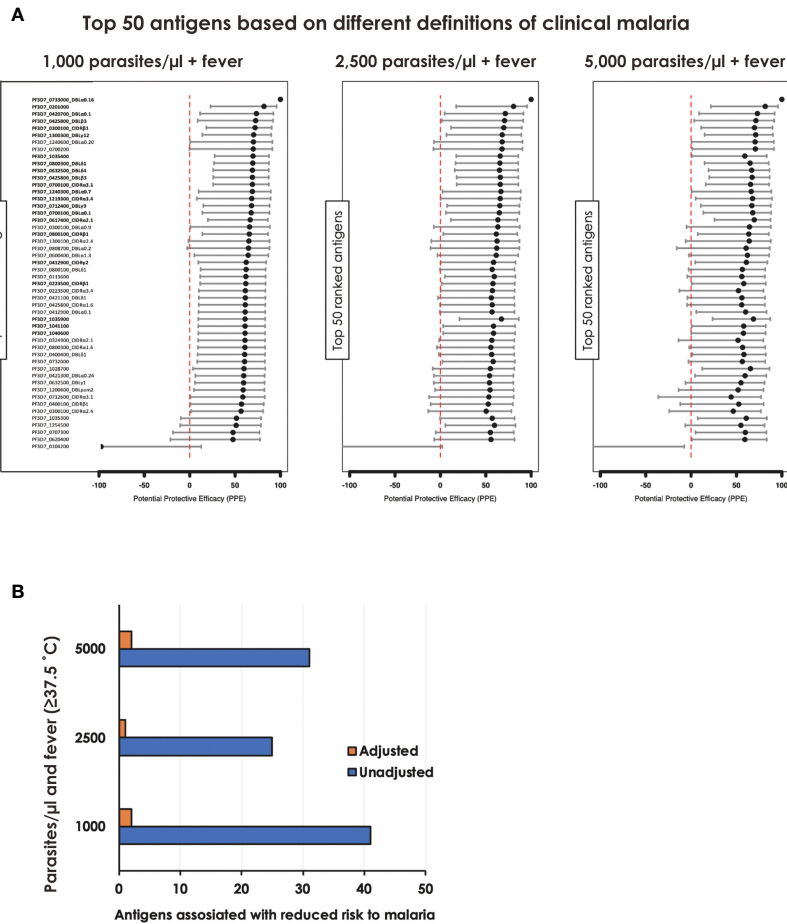 A
Top 50 antigens based on different definitions of clinical malaria
1,000 parasites/µl + fever
2,500 parasites/µl + fever
5,000 parasites/µl + fever
PF3D7_0733000_DBLα0.16
PF3D7_0201000
PF3D7_0420700_DBLα0.1
PF3D7_0425800_DBLβ3
PF3D7_0300100_CIDRβ1
PF3D7_1300300_DBLγ12
PF3D7_1240600_DBLα0.20
PF3D7_0700200
PF3D7_1035400
PF3D7_0800100_DBLδ1
PF3D7_0632500_DBLδ4
PF3D7_0425800_DBLβ5
PF3D7_0700100_CIDRα3.1
PF3D7_1240300_DBLα0.7
PF3D7_1219300_CIDRα3.4
PF3D7_0712400_DBLγ9
PF3D7_0700100_DBLα0.1
PF3D7_0617400_CIDRα2.1
PF3D7_0300100_DBLα0.9
PF3D7_0800100_CIDRβ1
PF3D7_1300100_CIDRα2.4
PF3D7_0808700_DBLα0.2
PF3D7_0600400_DBLα1.3
PF3D7_0412900_CIDRγ2
PF3D7_0800100_DBLδ1
PF3D7_0113600
PF3D7_0223500_CIDRβ1
PF3D7_0223500_CIDRα3.4
PF3D7_0421100_DBLδ1
PF3D7_0425800_CIDRα1.6
PF3D7_0412900_DBLα0.1
PF3D7_1035900
PF3D7_1041100
PF3D7_1040600
PF3D7_0324900_CIDRα2.1
PF3D7_0800300_CIDRα1.6
PF3D7_0400400_DBLδ1
PF3D7_0732000
PF3D7_1028700
PF3D7_0421300_DBLα0.24
PF3D7_0632500_DBLγ1
PF3D7_1200600_DBLpam2
PF3D7_0712600_CIDRα3.1
PF3D7_0400100_CIDRβ1
PF3D7_0300100_CIDRα2.4
PF3D7_1035300
PF3D7_1254500
PF3D7_0707300
PF3D7_0620400
PF3D7_0104200
Top 50 ranked antigens
Top 50 ranked antigens
-100 -50 0 50 100
-100 -50 0 50 100
-100 -50 0 50 100
Potential Protective Efficacy (PPE)
Potential Protective Efficacy (PPE)
Potential Protective Efficacy (PPE)
B
Parasites/µl and fever (≥37.5 ˚C)
5000
2500
1000
Adjusted
Unadjusted
0 10 20 30 40 50
Antigens assosiated with reduced risk to malaria